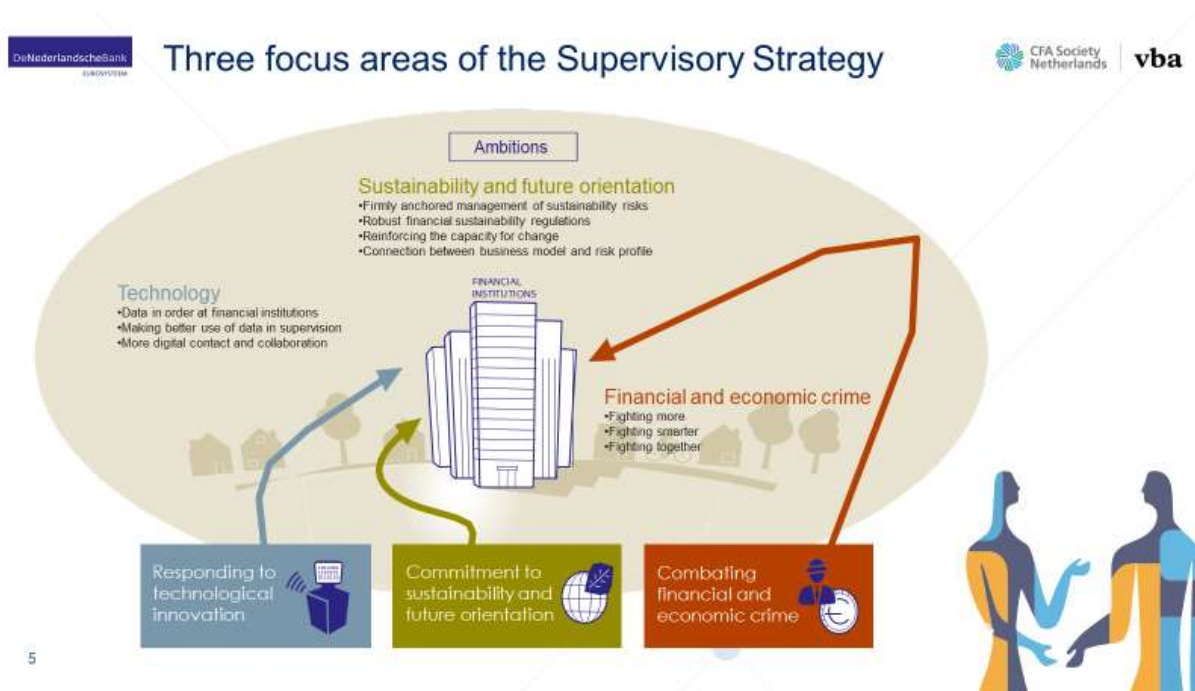 DeNederlandscheBank
EUROSYSTEEM
Three focus areas of the Supervisory Strategy
CFA Society
Netherlands
vba
Ambitions
Sustainability and future orientation
•Firmly anchored management of sustainability risks
•Robust financial sustainability regulations
•Reinforcing the capacity for change
•Connection between business model and risk profile
Technology
•Data in order at financial institutions
•Making better use of data in supervision
•More digital contact and collaboration
FINANCIAL
INSTITUTIONS
Financial and economic crime
•Fighting more
•Fighting smarter
•Fighting together
Responding to
technological
innovation
Commitment to
sustainability and
future orientation
Combating
financial and
economic crime
€
5